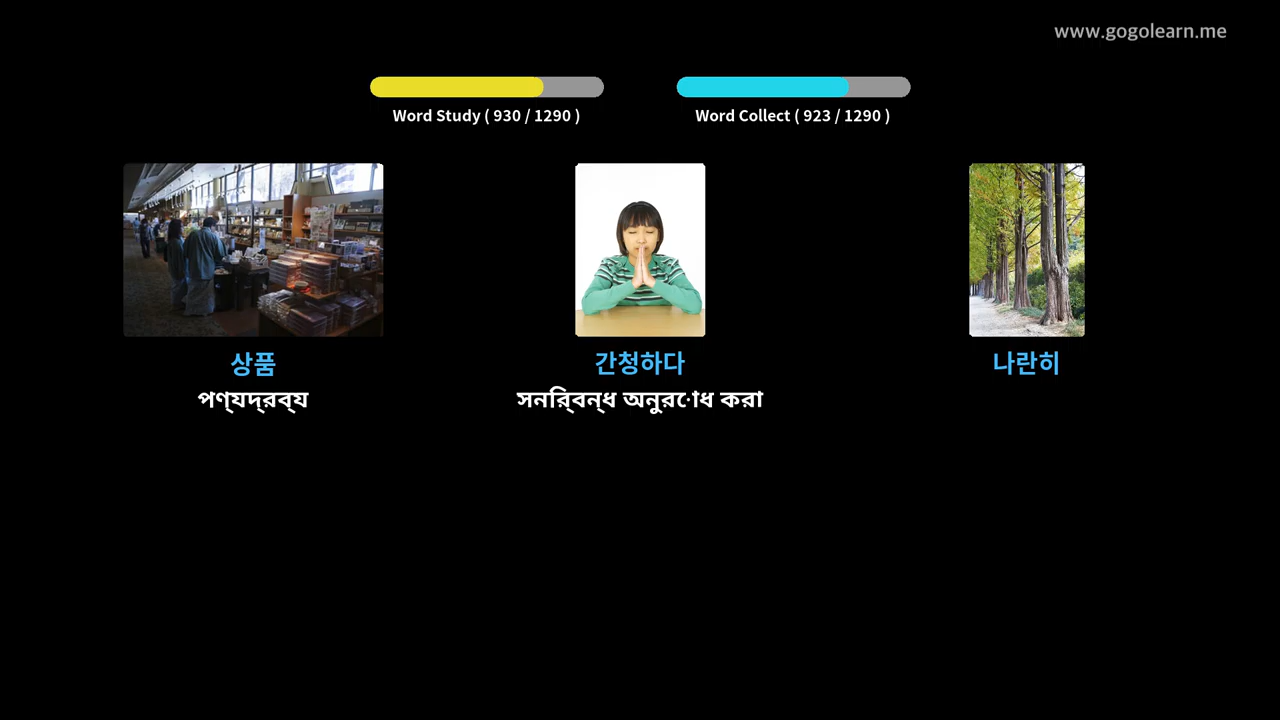 www.gogolearn.me
Word Study ( 930 / 1290 )
Word Collect ( 923 / 1290 )
상품
간청하다
나란히
পণ্যদ্রব্য
সনির্বন্ধ অনুরোধ করা